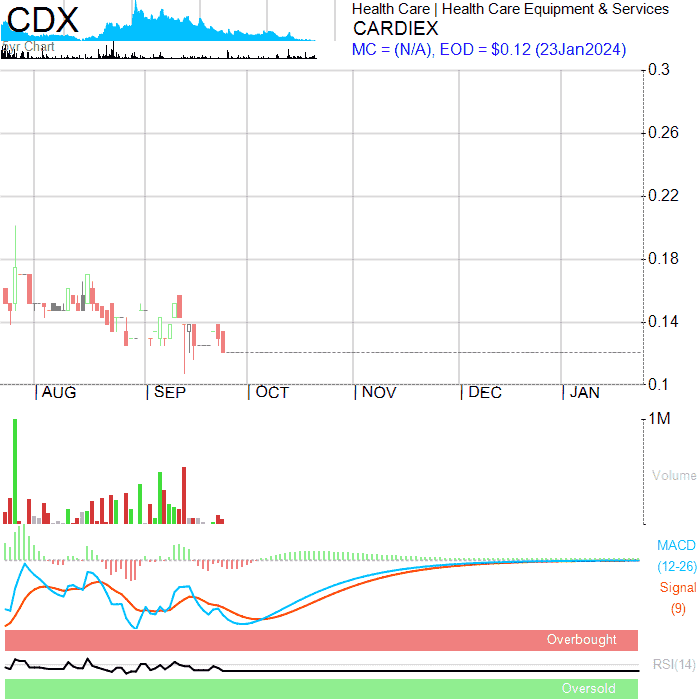 CDX
5yr Chart
Health Care | Health Care Equipment & Services
CARDIEX
MC = (N/A), EOD = $0.12 (23Jan2024)
0.3
0.26
0.22
0.18
0.14
0.1
AUG
SEP
OCT
NOV
DEC
JAN
1M
Volume
MACD
(12-26)
Signal
(9)
Overbought
RSI(14)
Oversold